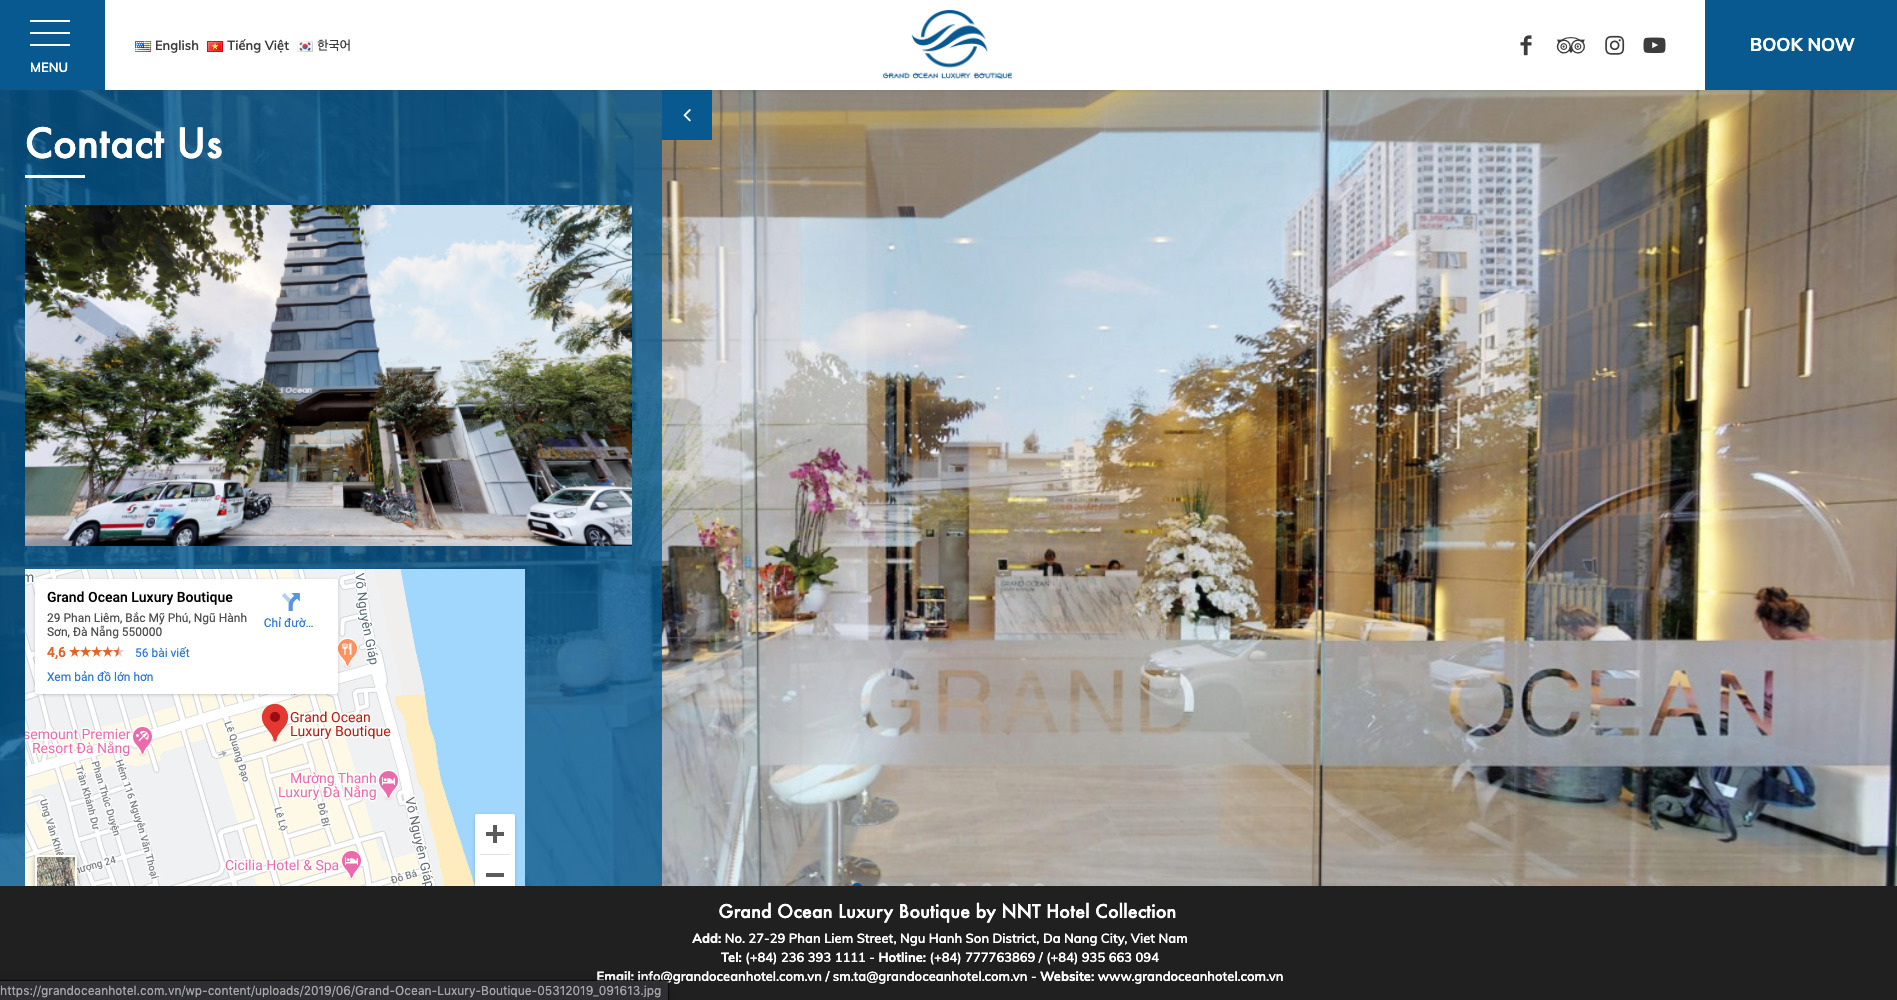 MENU
English
Tiếng Việt
한국어
GRAND OCEAN LUXURY BOUTIQUE
BOOK NOW
Contact Us
Ocean
Grand Ocean Luxury Boutique
29 Phan Liêm, Bắc Mỹ Phú, Ngũ Hành
Sơn, Đà Nẵng 550000
Chỉ đườ...
4,6
56 bài viết
Xem bản đồ lớn hơn
Võ Nguyên Giáp
Grand Ocean
Luxury Boutique
semount Premier
Resort Đà Nẵng
Lê Quang Đạo
Mường Thanh
Luxury Đà Nẵng
Trần Khánh Dư
Phan Thúc Duyện
Hẻm 116 Nguyễn Văn Thoại
Ung Văn Khiê
Lê Lộ
Đỗ Bí
Võ Nguyên Giáp
Cicilia Hotel & Spa
ương 24
Đỗ Bá
GRAND OCEAN
GRAND OCEAN
Grand Ocean Luxury Boutique by NNT Hotel Collection
Add: No. 27-29 Phan Liem Street, Ngu Hanh Son District, Da Nang City, Viet Nam
Tel: (+84) 236 393 1111 - Hotline: (+84) 777763869 / (+84) 935 663 094
Email: info@grandoceanhotel.com.vn / sm.ta@grandoceanhotel.com.vn - Website: www.grandoceanhotel.com.vn
https://grandoceanhotel.com.vn/wp-content/uploads/2019/06/Grand-Ocean-Luxury-Boutique-05312019_091613.jpg